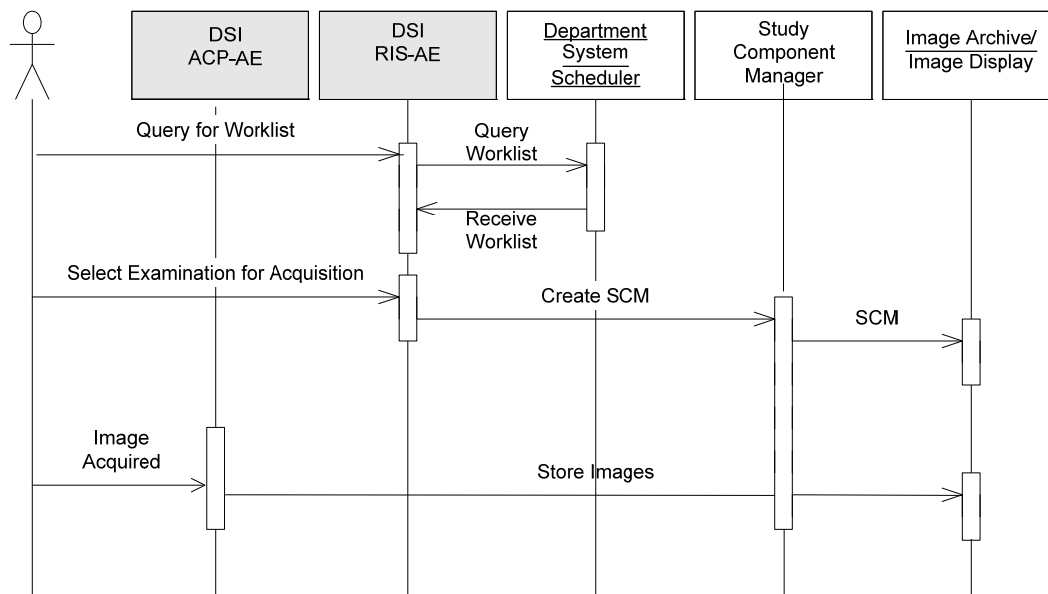 DSI
ACP-AE
DSI
RIS-AE
Department
System
Scheduler
Study
Component
Manager
Image Archive/
Image Display
Query for Worklist
Query
Worklist
Receive
Worklist
Select Examination for Acquisition
Create SCM
SCM
Image
Acquired
Store Images